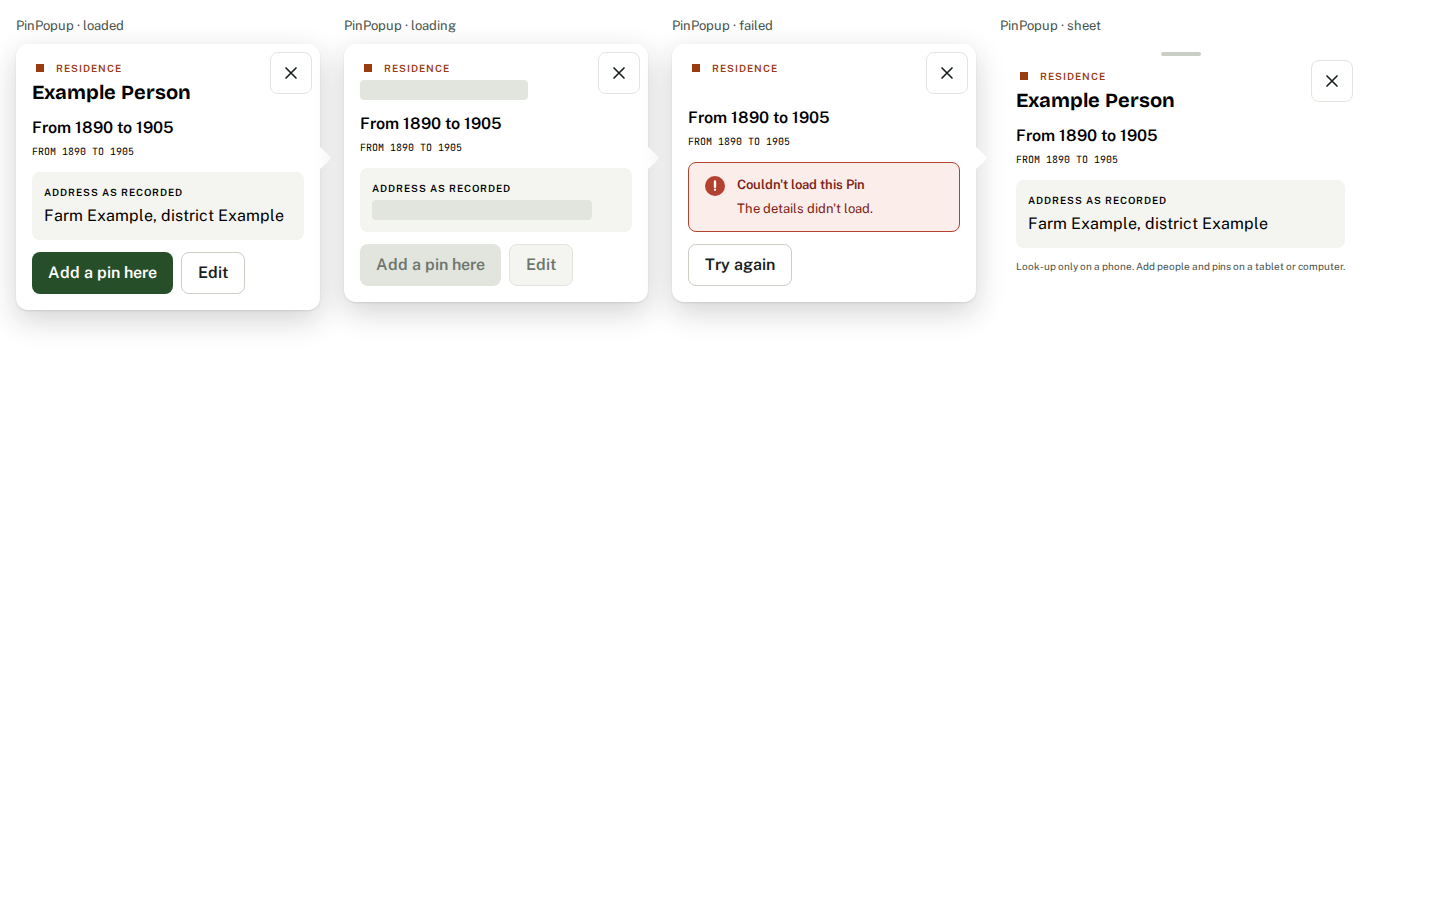 PinPopup · loaded
RESIDENCE
Example Person
From 1890 to 1905
FROM 1890 TO 1905
ADDRESS AS RECORDED
Farm Example, district Example
Add a pin here
Edit
PinPopup · loading
RESIDENCE
From 1890 to 1905
FROM 1890 TO 1905
ADDRESS AS RECORDED
Add a pin here
Edit
PinPopup · failed
RESIDENCE
From 1890 to 1905
FROM 1890 TO 1905
Couldn't load this Pin
The details didn't load.
Try again
PinPopup · sheet
RESIDENCE
Example Person
From 1890 to 1905
FROM 1890 TO 1905
ADDRESS AS RECORDED
Farm Example, district Example
Look-up only on a phone. Add people and pins on a tablet or computer.